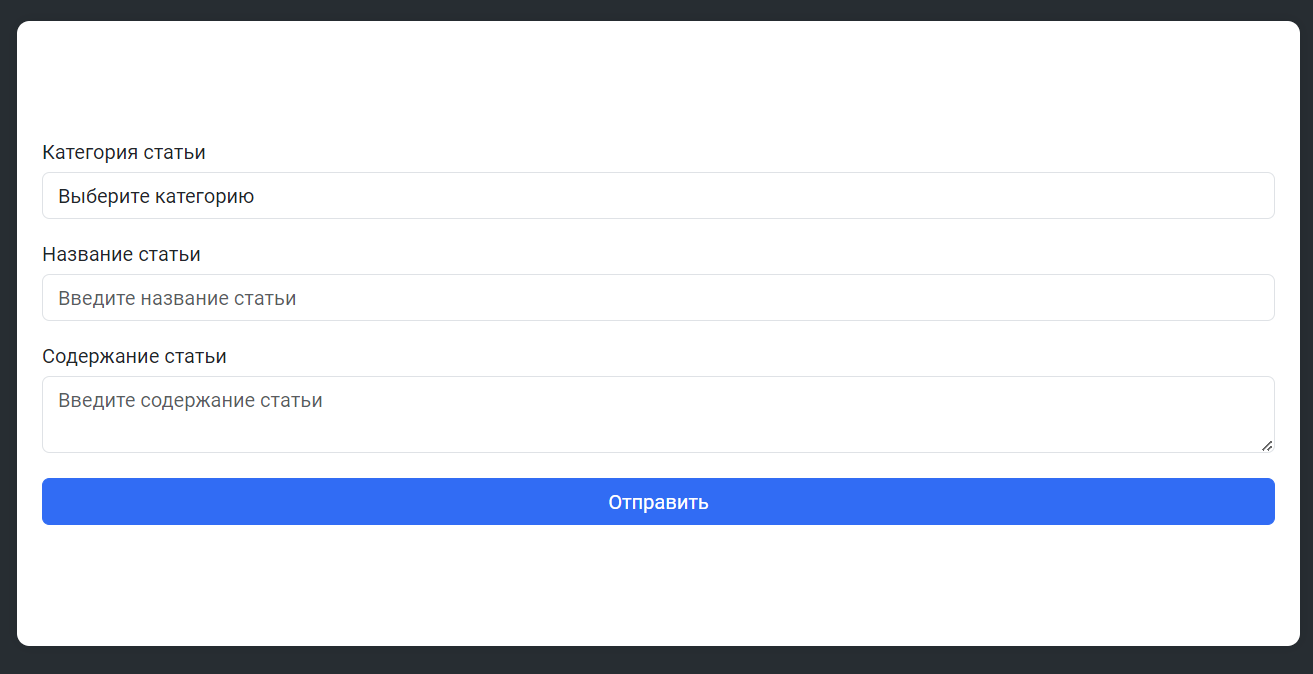 Категория статьи
Выберите категорию
Название статьи
Введите название статьи
Содержание статьи
Введите содержание статьи
Отправить